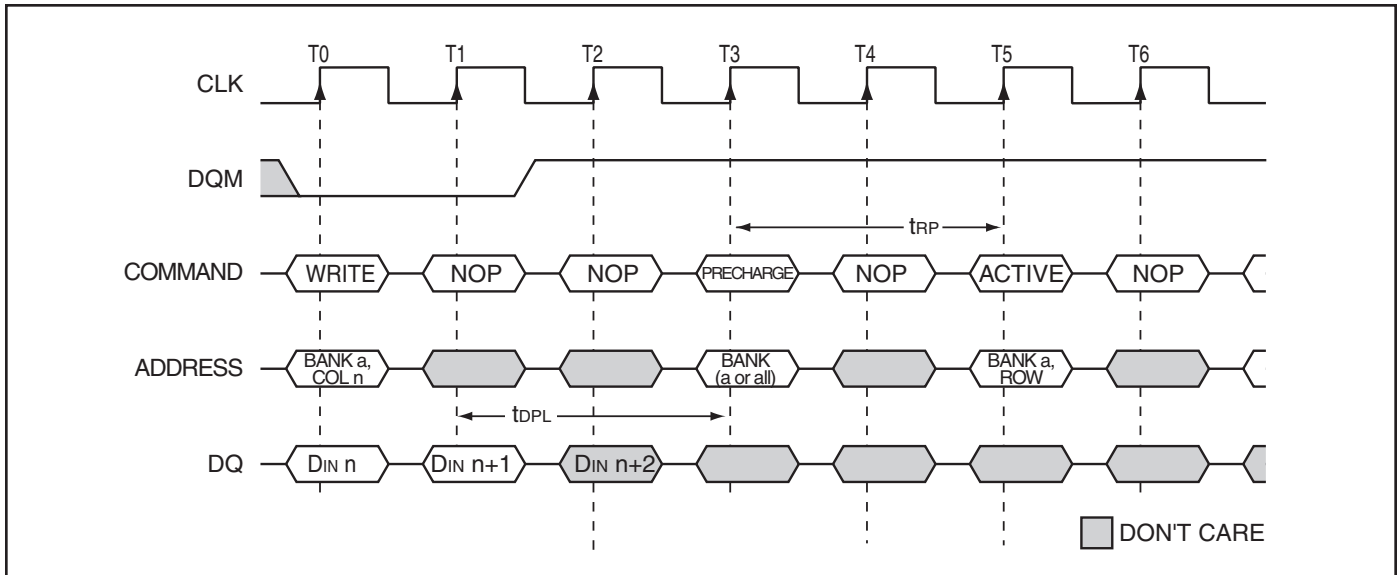 T0 T1 T2 T3 T4 T5 T6
CLK
DQM
tRP
COMMAND WRITE NOP NOP PRECHARGE NOP ACTIVE NOP
ADDRESS BANK a, COL n BANK (a or all) BANK a, ROW
tDPL
DQ DIN n DIN n+1 DIN n+2
DON'T CARE